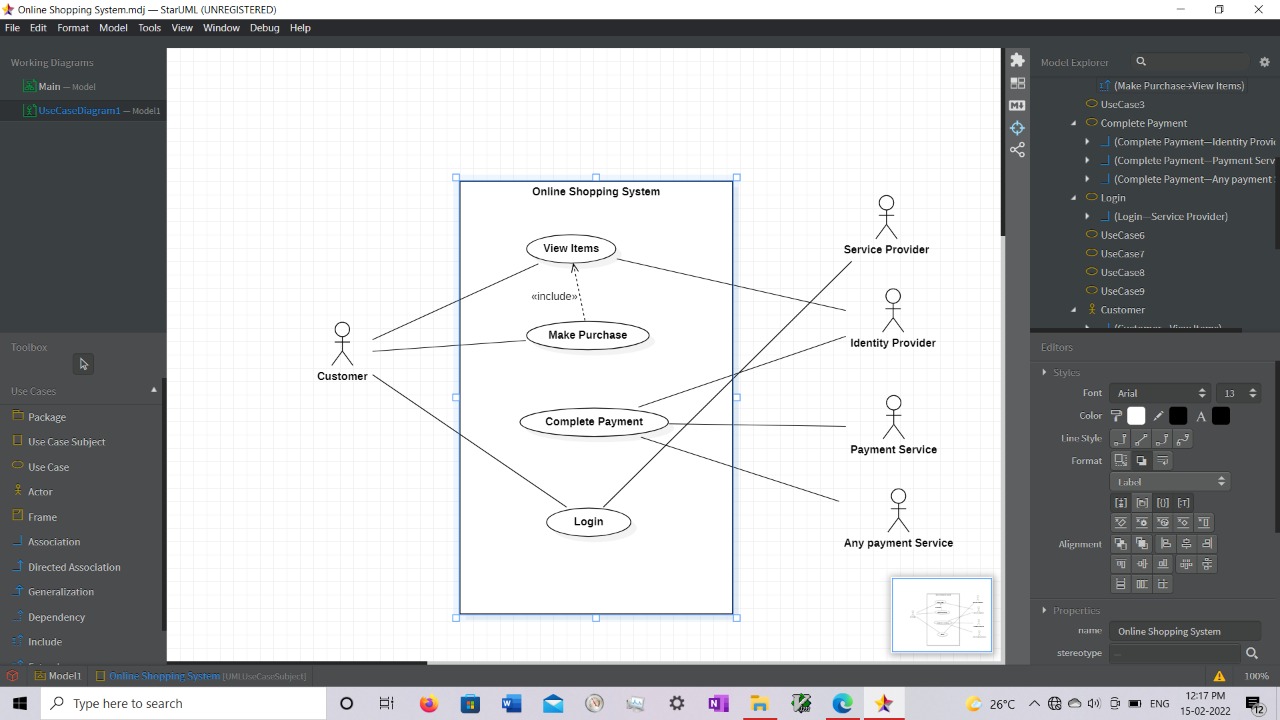 Online Shopping System.mdj — StarUML (UNREGISTERED)
File Edit Format Model Tools View Window Debug Help
Working Diagrams
Main — Model
UseCaseDiagram1 — Model1
Toolbox
Use Cases
Package
Use Case Subject
Use Case
Actor
Frame
Association
Directed Association
Generalization
Dependency
Include
Online Shopping System
View Items
«include»
Make Purchase
Complete Payment
Login
Customer
Service Provider
Identity Provider
Payment Service
Any payment Service
Model Explorer
(Make Purchase→View Items)
UseCase3
Complete Payment
(Complete Payment—Identity Provi
(Complete Payment—Payment Serv
(Complete Payment—Any payment
Login
(Login—Service Provider)
UseCase6
UseCase7
UseCase8
UseCase9
Customer
(Customer—View Items)
Editors
Styles
Font Arial 13
Color A
Line Style
Format
Label
Alignment
Properties
name Online Shopping System
stereotype
Model1 Online Shopping System [UMLUseCaseSubject] 100%
Type here to search
26°C
ENG
12:17 PM
15-02-2022
12